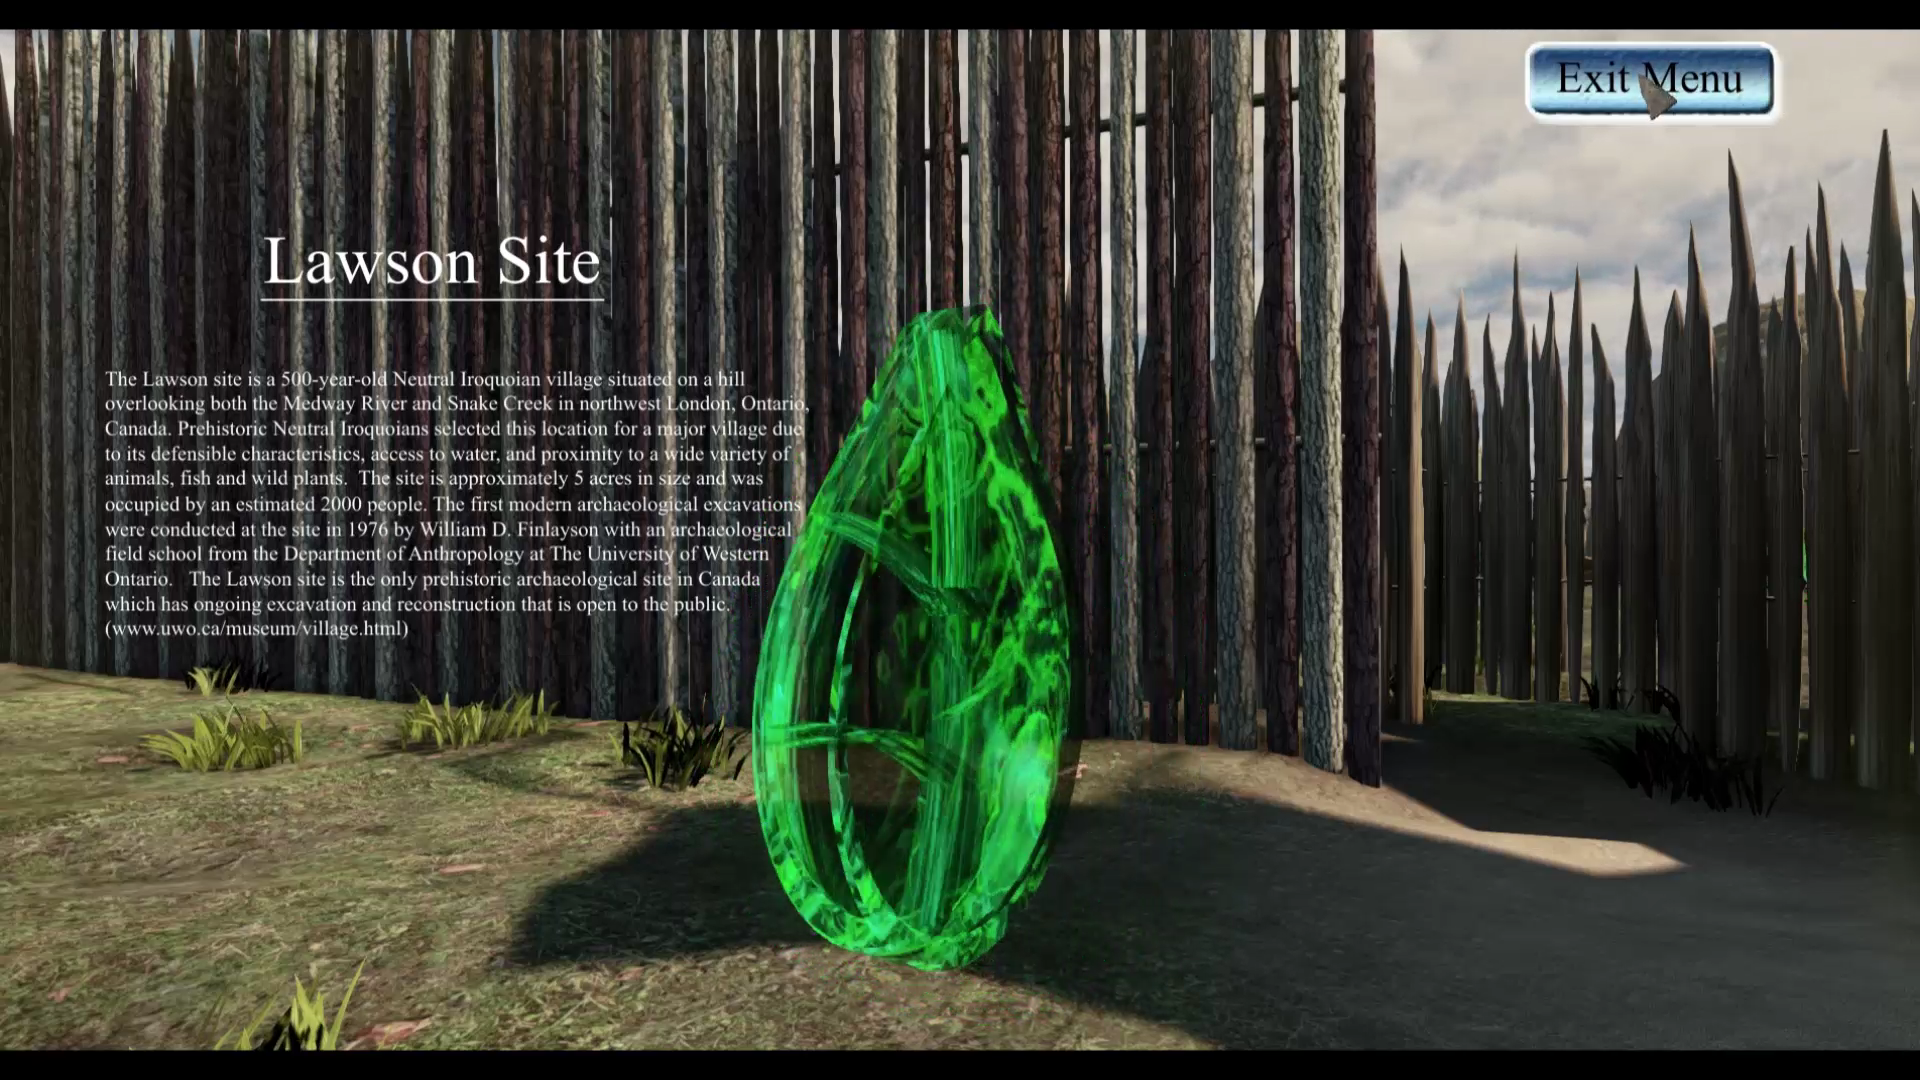 Exit Menu
Lawson Site
The Lawson site is a 500-year-old Neutral Iroquoian village situated on a hill
overlooking both the Medway River and Snake Creek in northwest London, Ontario,
Canada. Prehistoric Neutral Iroquoians selected this location for a major village due
to its defensible characteristics, access to water, and proximity to a wide variety of
animals, fish and wild plants. The site is approximately 5 acres in size and was
occupied by an estimated 2000 people. The first modern archaeological excavations
were conducted at the site in 1976 by William D. Finlayson with an archaeological
field school from the Department of Anthropology at The University of Western
Ontario. The Lawson site is the only prehistoric archaeological site in Canada
which has ongoing excavation and reconstruction that is open to the public.
(www.uwo.ca/museum/village.html)